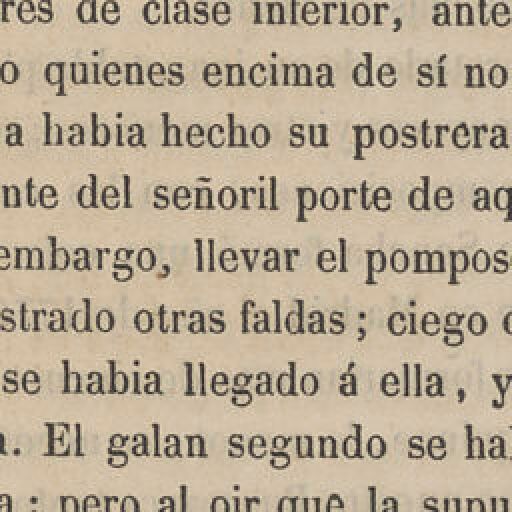 res de clase inferior, ante
o quienes encima de sí no
a habia hecho su postrera
nte del señoril porte de aq
embargo, llevar el pompos
strado otras faldas ; ciego
se habia llegado á ella, y
a. El galan segundo se hal
a ; pero al oir que la supu